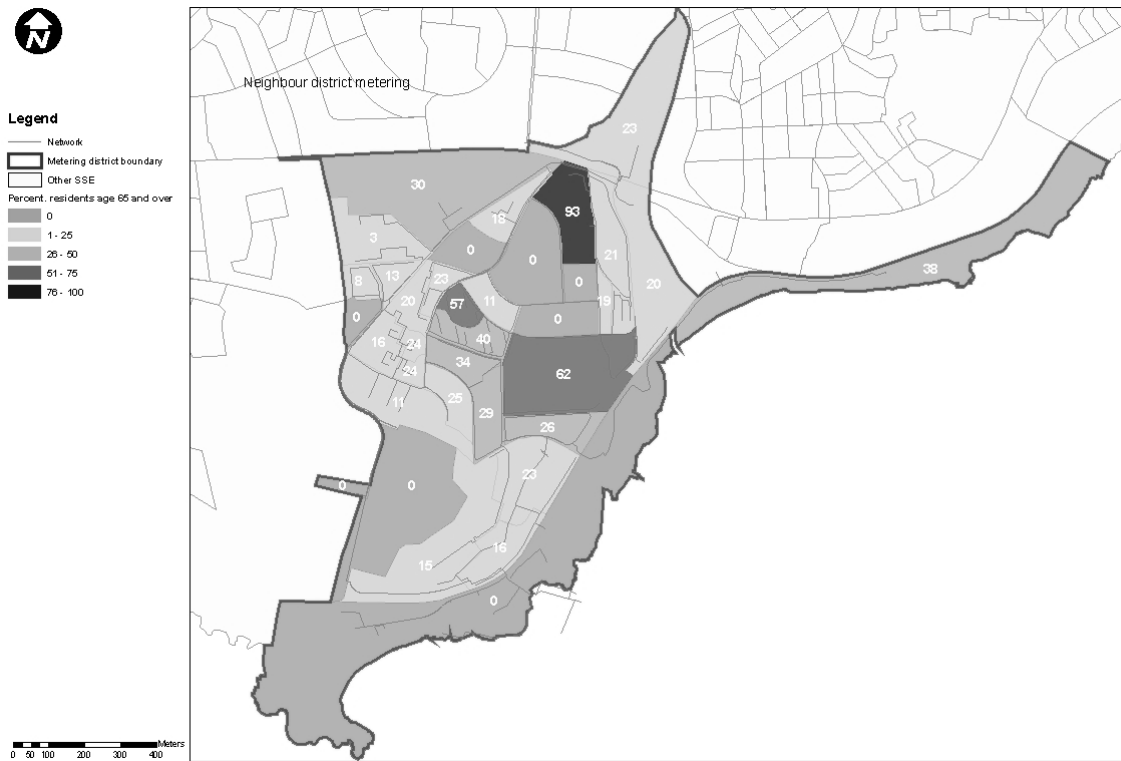 N
Neighbour district metering
Legend
Network
Metering district boundary
Other SSE
Percent. residents age 65 and over
0
1 - 25
26 - 50
51 - 75
76 - 100
23
30
93
18
3
0
0
21
38
13
23
0
8
20
20
57
11
19
0
0
16
24
40
34
62
24
25
11
29
26
23
0
0
16
15
0
Meters
0 50 100 200 300 400